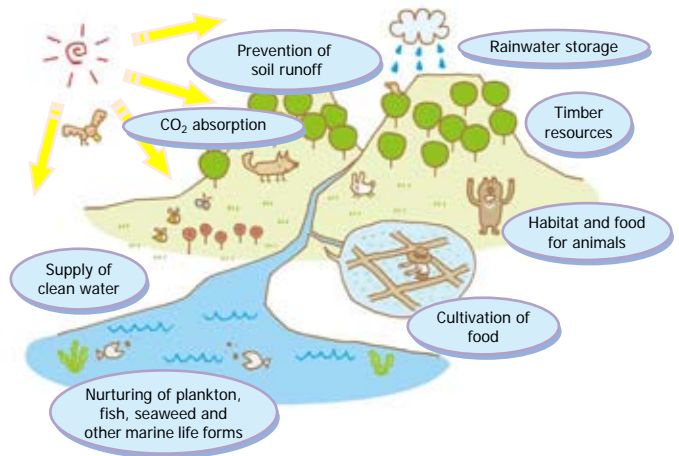 Prevention of
soil runoff
Rainwater storage
CO₂ absorption
Timber
resources
Habitat and food
for animals
Supply of
clean water
Cultivation of
food
Nurturing of plankton,
fish, seaweed and
other marine life forms